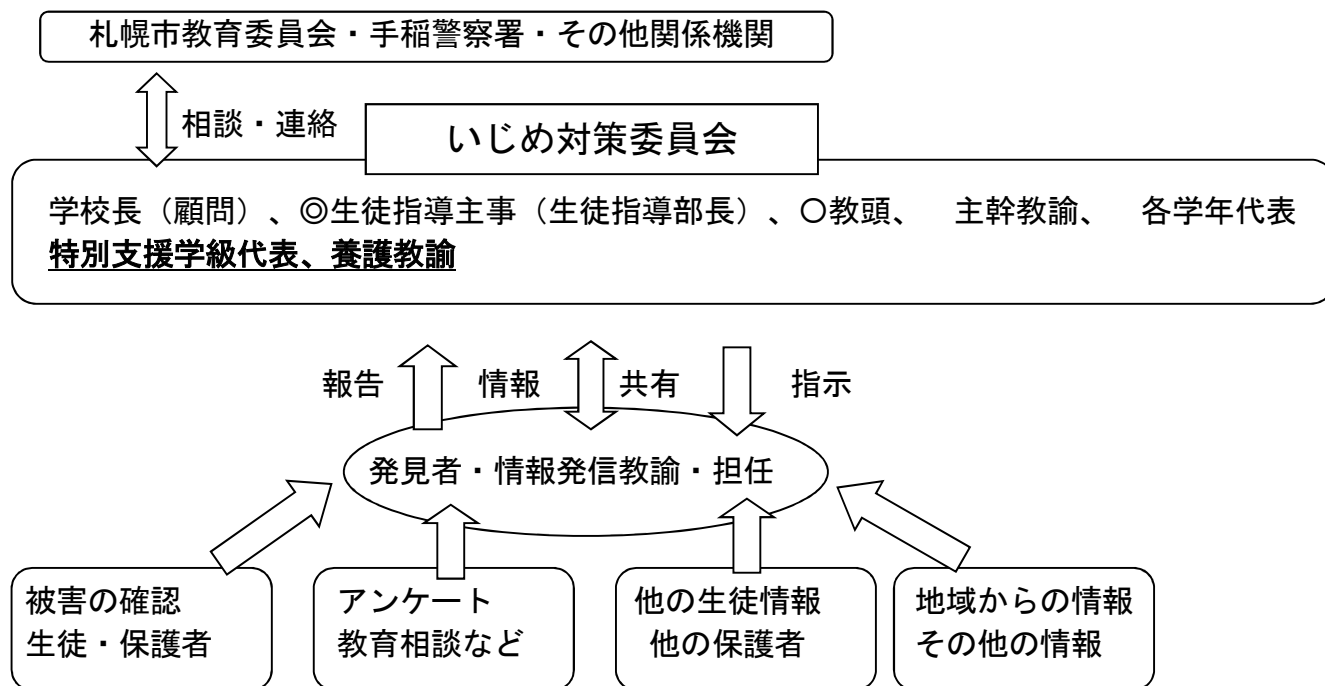 札幌市教育委員会・手稲警察署・その他関係機関
相談・連絡
いじめ対策委員会
学校長（顧問）、◎生徒指導主事（生徒指導部長）、〇教頭、　主幹教諭、　各学年代表
特別支援学級代表、養護教諭
報告　情報　共有　指示
発見者・情報発信教諭・担任
被害の確認
生徒・保護者
アンケート
教育相談など
他の生徒情報
他の保護者
地域からの情報
その他の情報